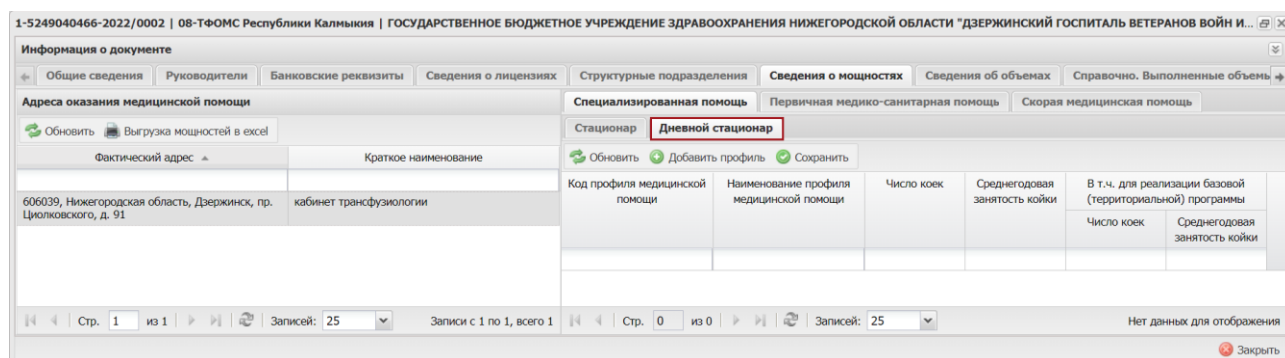 1-5249040466-2022/0002 | 08-ТФОМС Республики Калмыкия | ГОСУДАРСТВЕННОЕ БЮДЖЕТНОЕ УЧРЕЖДЕНИЕ ЗДРАВООХРАНЕНИЯ НИЖЕГОРОДСКОЙ ОБЛАСТИ "ДЗЕРЖИНСКИЙ ГОСПИТАЛЬ ВЕТЕРАНОВ ВОЙН И...
Информация о документе
Общие сведения Руководители Банковские реквизиты Сведения о лицензиях Структурные подразделения Сведения о мощностях Сведения об объемах Справочно. Выполненные объемы
Адреса оказания медицинской помощи
Обновить Выгрузка мощностей в excel
Фактический адрес Краткое наименование
606039, Нижегородская область, Дзержинск, пр. кабинет трансфузиологии
Циолковского, д. 91
Стр. 1 из 1 Записей: 25 Записи с 1 по 1, всего 1
Специализированная помощь Первичная медико-санитарная помощь Скорая медицинская помощь
Стационар Дневной стационар
Обновить Добавить профиль Сохранить
Код профиля медицинской Наименование профиля Число коек Среднегодовая В т.ч. для реализации базовой
помощи медицинской помощи занятость койки (территориальной) программы
Число коек Среднегодовая
занятость койки
Стр. 0 из 0 Записей: 25 Нет данных для отображения
Закрыть